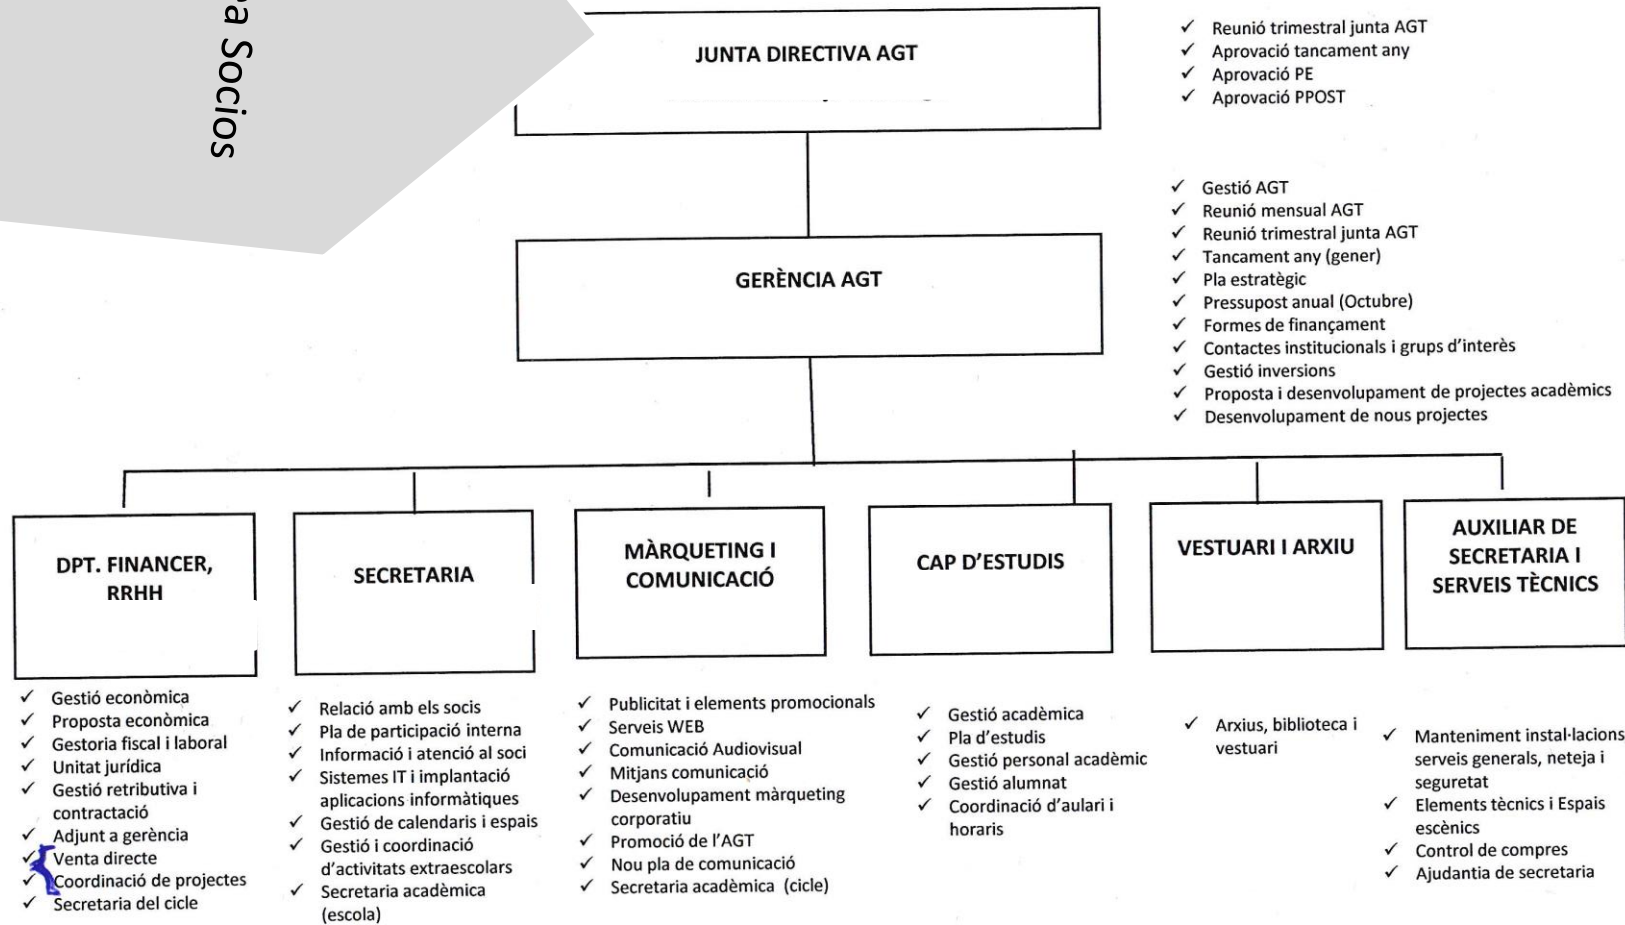 a Socios
JUNTA DIRECTIVA AGT
✓ Reunió trimestral junta AGT
✓ Aprovació tancament any
✓ Aprovació PE
✓ Aprovació PPOST
GERÈNCIA AGT
✓ Gestió AGT
✓ Reunió mensual AGT
✓ Reunió trimestral junta AGT
✓ Tancament any (gener)
✓ Pla estratègic
✓ Pressupost anual (Octubre)
✓ Formes de finançament
✓ Contactes institucionals i grups d'interès
✓ Gestió inversions
✓ Proposta i desenvolupament de projectes acadèmics
✓ Desenvolupament de nous projectes
DPT. FINANCER,
RRHH
✓ Gestió econòmica
✓ Proposta econòmica
✓ Gestoria fiscal i laboral
✓ Unitat jurídica
✓ Gestió retributiva i
contractació
✓ Adjunt a gerència
✓ Venta directe
✓ Coordinació de projectes
✓ Secretaria del cicle
SECRETARIA
✓ Relació amb els socis
✓ Pla de participació interna
✓ Informació i atenció al soci
✓ Sistemes IT i implantació
aplicacions informàtiques
✓ Gestió de calendaris i espais
✓ Gestió i coordinació
d'activitats extraescolars
✓ Secretaria acadèmica
(escola)
MÀRQUETING I
COMUNICACIÓ
✓ Publicitat i elements promocionals
✓ Serveis WEB
✓ Comunicació Audiovisual
✓ Mitjans comunicació
✓ Desenvolupament màrqueting
corporatiu
✓ Promoció de l'AGT
✓ Nou pla de comunicació
✓ Secretaria acadèmica (cicle)
CAP D'ESTUDIS
✓ Gestió acadèmica
✓ Pla d'estudis
✓ Gestió personal acadèmic
✓ Gestió alumnat
✓ Coordinació d'aulari i
horaris
VESTUARI I ARXIU
✓ Arxius, biblioteca i
vestuari
AUXILIAR DE
SECRETARIA I
SERVEIS TÈCNICS
✓ Manteniment instal·lacions
serveis generals, neteja i
seguretat
✓ Elements tècnics i Espais
escènics
✓ Control de compres
✓ Ajudantia de secretaria